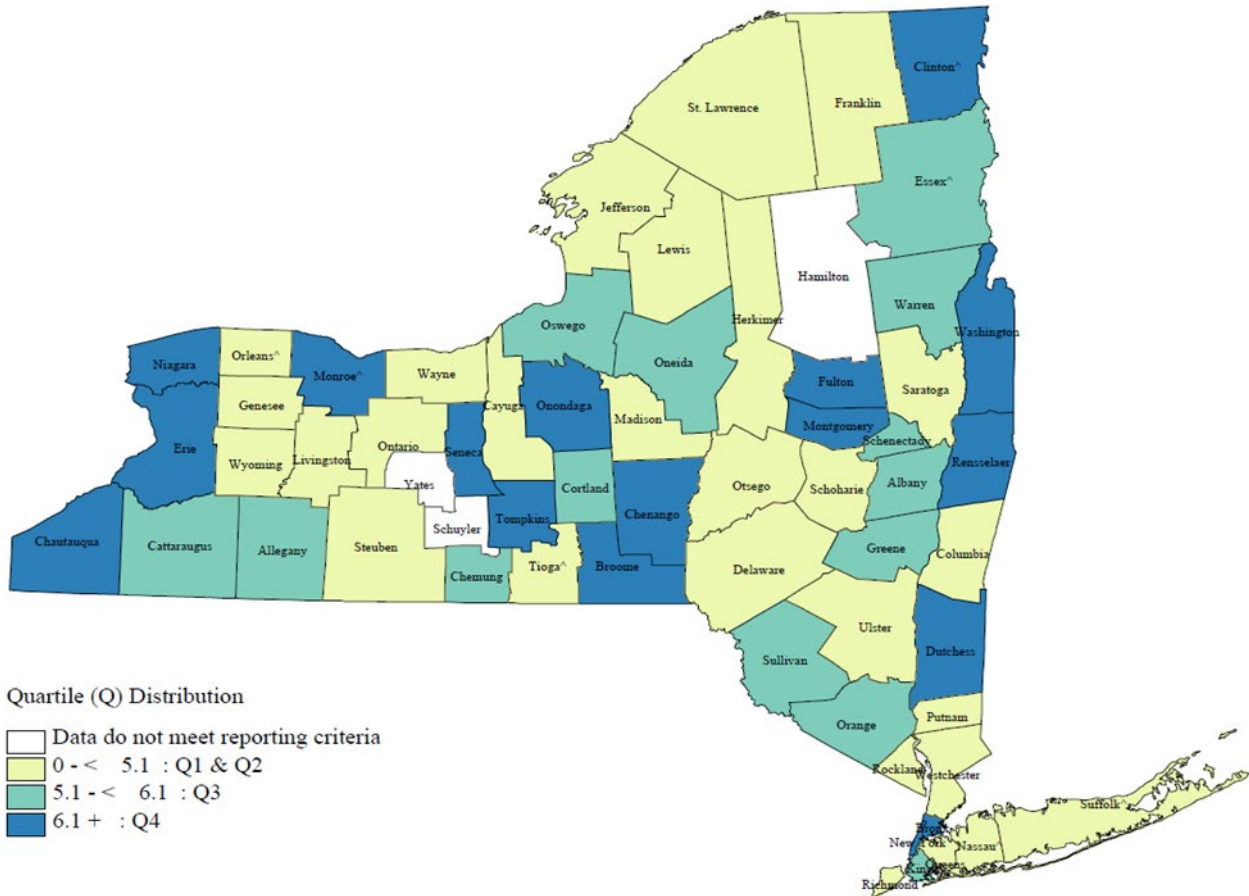 Clinton^
St. Lawrence
Franklin
Essex^
Jefferson
Lewis
Hamilton
Warren
Herkimer
Oswego
Washington
Oneida
Orleans^
Niagara
Monroe^
Wayne
Fulton
Saratoga
Genesee
Cayuga
Onondaga
Madison
Montgomery
Schenectady
Erie
Ontario
Seneca
Wyoming
Livingston
Rensselaer
Albany
Yates
Cortland
Otsego
Schoharie
Tompkins
Chenango
Schuyler
Chautauqua
Cattaraugus
Allegany
Steuben
Greene
Columbia
Chemung
Tioga^
Broome
Delaware
Ulster
Dutchess
Sullivan
Quartile (Q) Distribution
Putnam
Orange
Data do not meet reporting criteria
0 - < 5.1 : Q1 & Q2
Rockland
Westchester
5.1 - < 6.1 : Q3
Suffolk^
6.1 + : Q4
Bronx
New York
Nassau^
Queens
Kings
Richmond